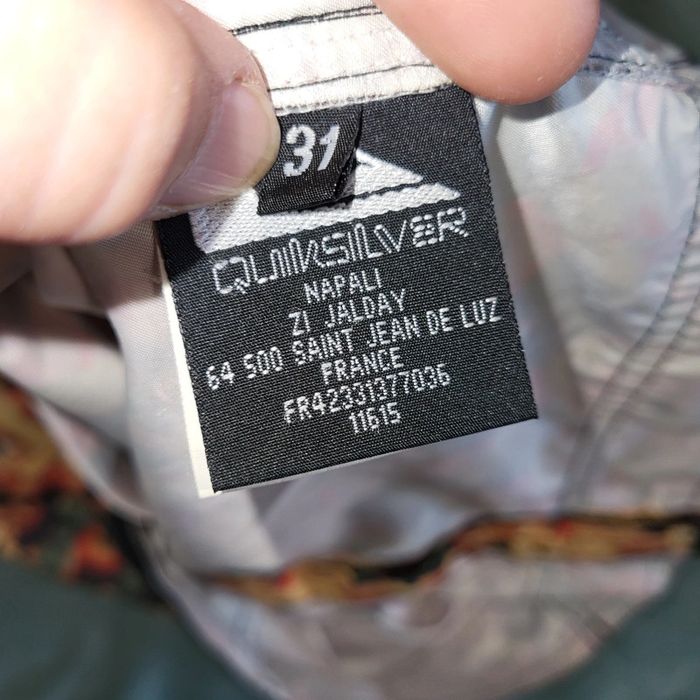 31
QUIKSILVER
NAPALI
ZI JALDAY
64 500 SAINT JEAN DE LUZ
FRANCE
FR42331377036
11615